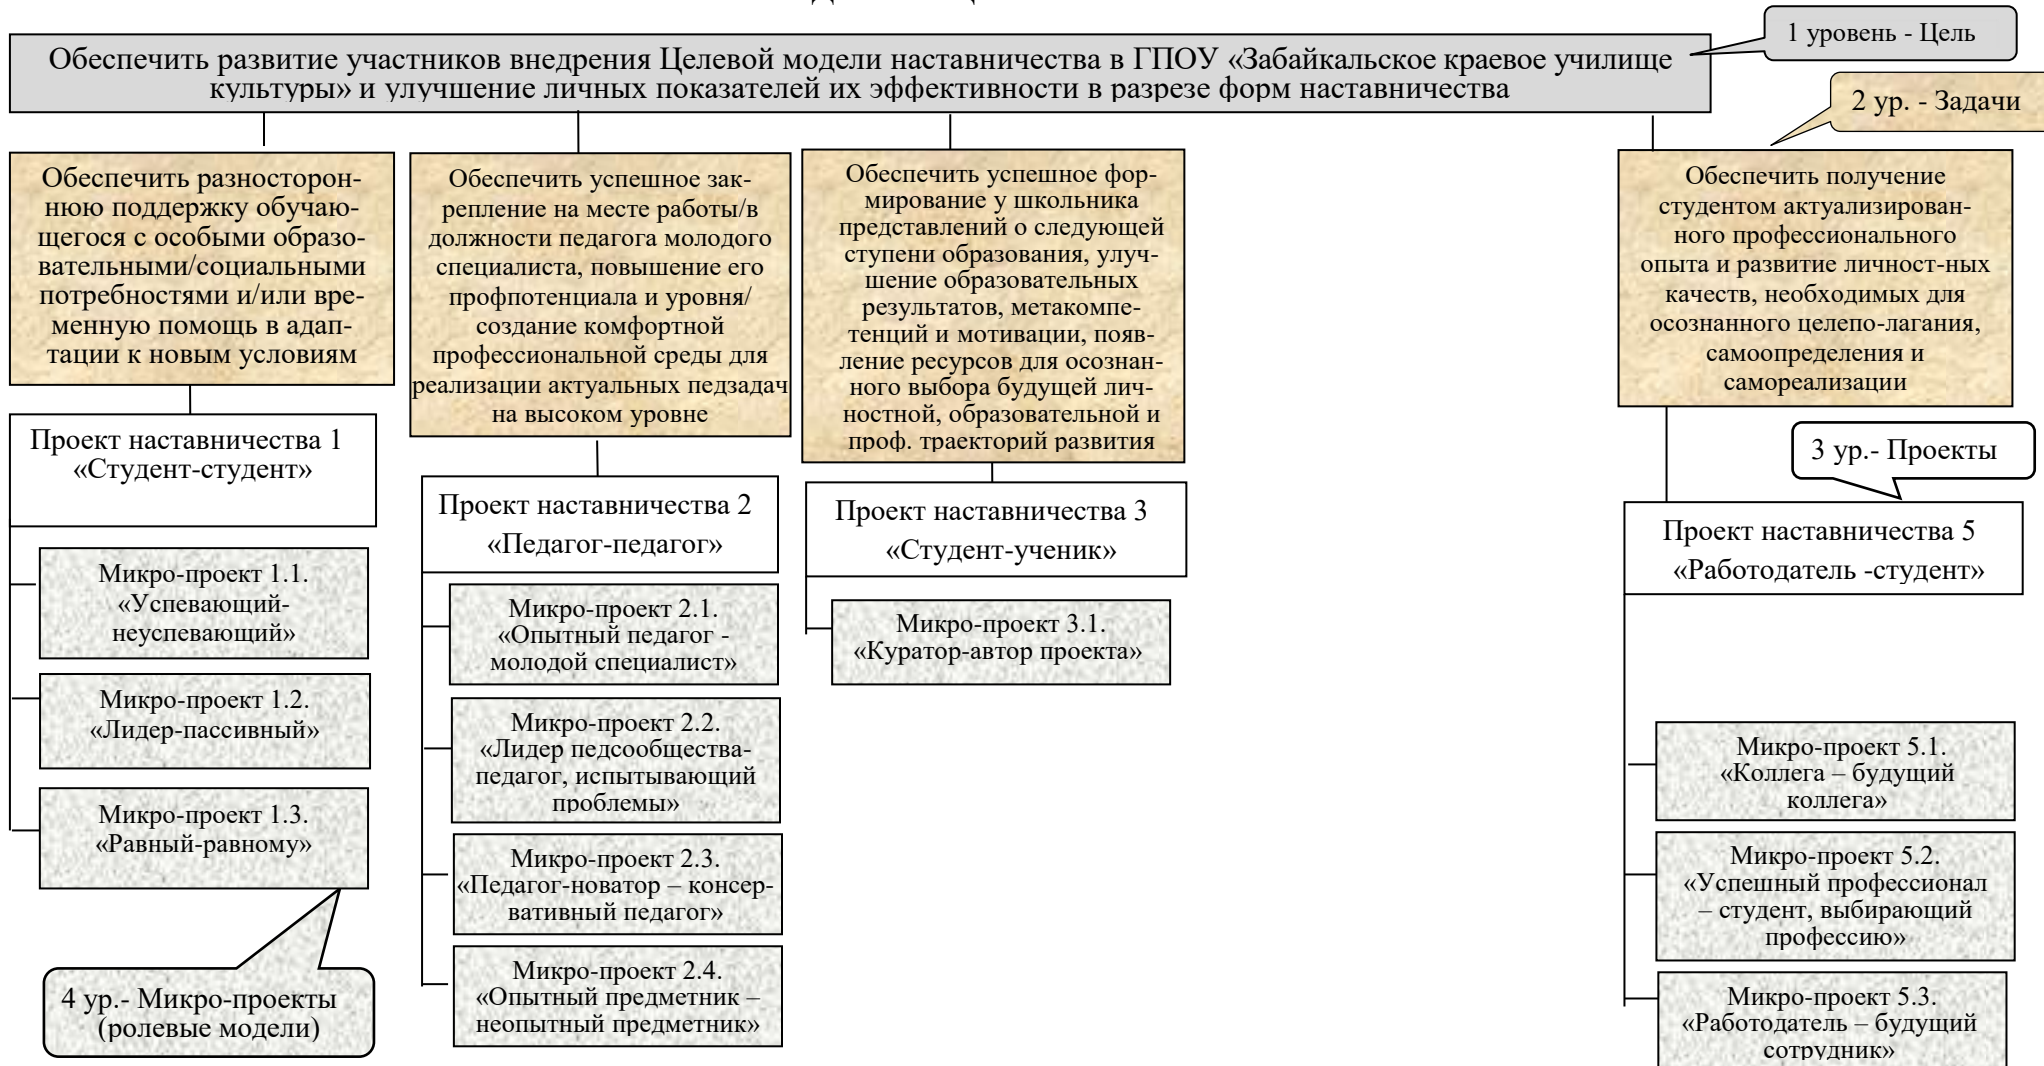 1 уровень - Цель
Обеспечить развитие участников внедрения Целевой модели наставничества в ГПОУ «Забайкальское краевое училище
культуры» и улучшение личных показателей их эффективности в разрезе форм наставничества
2 ур. - Задачи
Обеспечить разносторон-
нюю поддержку обучаю-
щегося с особыми образо-
вательными/социальными
потребностями и/или вре-
менную помощь в адап-
тации к новым условиям
Обеспечить успешное зак-
репление на месте работы/в
должности педагога молодого
специалиста, повышение его
профпотенциала и уровня/
создание комфортной
профессиональной среды для
реализации актуальных педзадач
на высоком уровне
Обеспечить успешное фор-
мирование у школьника
представлений о следующей
ступени образования, улуч-
шение образовательных
результатов, метакомпе-
тенций и мотивации, появ-
ление ресурсов для осознан-
ного выбора будущей лич-
ностной, образовательной и
проф. траекторий развития
Обеспечить получение
студентом актуализирован-
ного профессионального
опыта и развитие личност-ных
качеств, необходимых для
осознанного целепо-лагания,
самоопределения и
самореализации
3 ур.- Проекты
Проект наставничества 1
«Студент-студент»
Микро-проект 1.1.
«Успевающий-
неуспевающий»
Микро-проект 1.2.
«Лидер-пассивный»
Микро-проект 1.3.
«Равный-равному»
4 ур.- Микро-проекты
(ролевые модели)
Проект наставничества 2
«Педагог-педагог»
Микро-проект 2.1.
«Опытный педагог -
молодой специалист»
Микро-проект 2.2.
«Лидер педсообщества-
педагог, испытывающий
проблемы»
Микро-проект 2.3.
«Педагог-новатор – консер-
вативный педагог»
Микро-проект 2.4.
«Опытный предметник –
неопытный предметник»
Проект наставничества 3
«Студент-ученик»
Микро-проект 3.1.
«Куратор-автор проекта»
Проект наставничества 5
«Работодатель -студент»
Микро-проект 5.1.
«Коллега – будущий
коллега»
Микро-проект 5.2.
«Успешный профессионал
– студент, выбирающий
профессию»
Микро-проект 5.3.
«Работодатель – будущий
сотрудник»